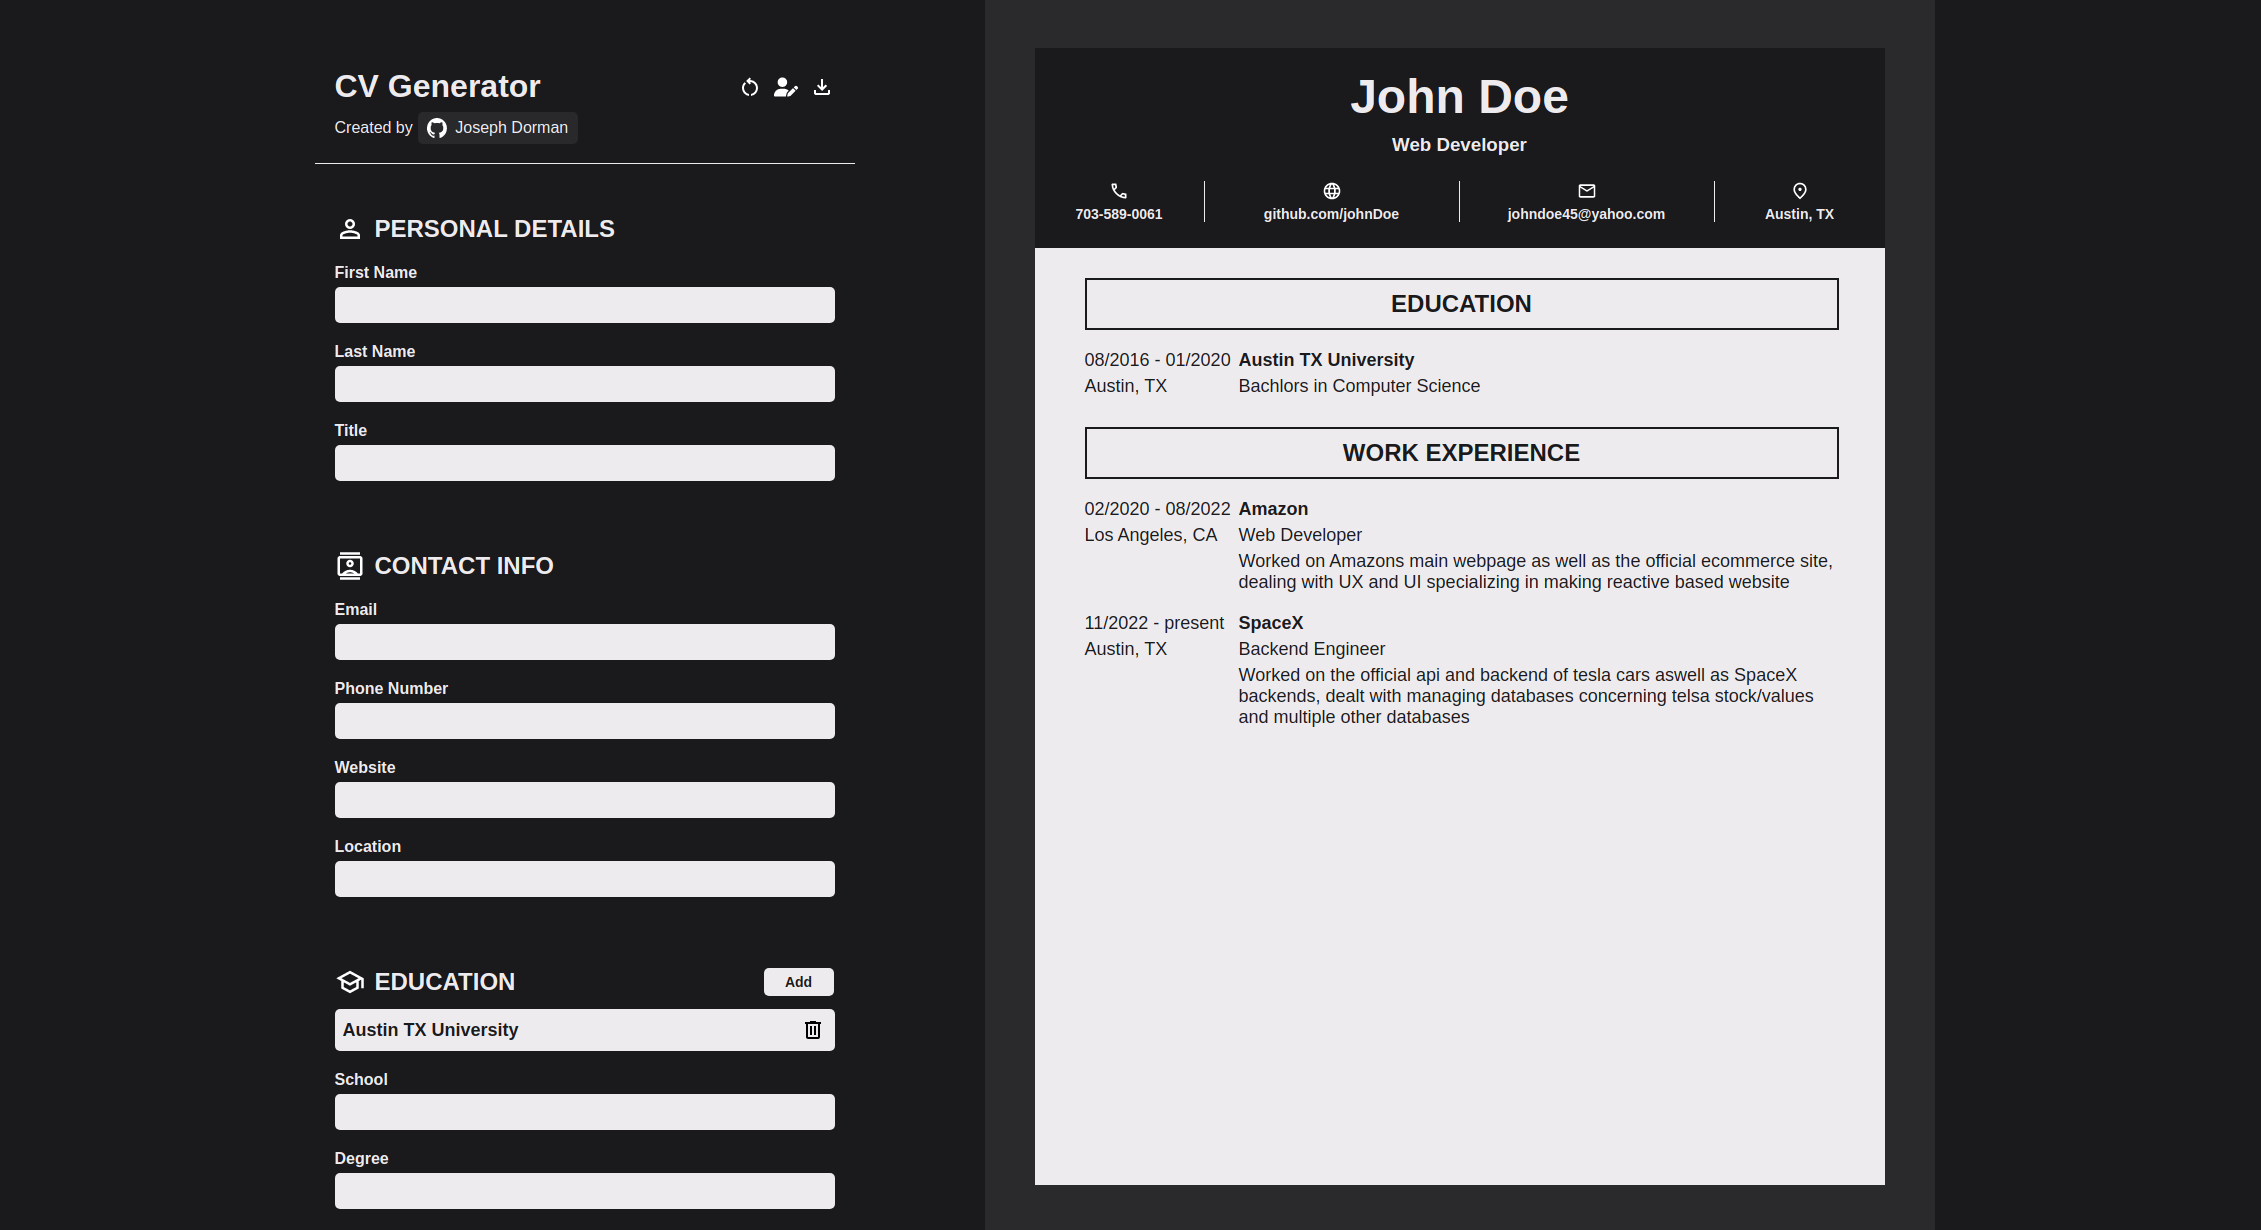 CV Generator
Created by Joseph Dorman
PERSONAL DETAILS
First Name
Last Name
Title
CONTACT INFO
Email
Phone Number
Website
Location
EDUCATION
Add
Austin TX University
School
Degree
John Doe
Web Developer
703-589-0061
github.com/johnDoe
johndoe45@yahoo.com
Austin, TX
EDUCATION
08/2016 - 01/2020 Austin TX University
Austin, TX Bachlors in Computer Science
WORK EXPERIENCE
02/2020 - 08/2022 Amazon
Los Angeles, CA Web Developer
Worked on Amazons main webpage as well as the official ecommerce site,
dealing with UX and UI specializing in making reactive based website
11/2022 - present SpaceX
Austin, TX Backend Engineer
Worked on the official api and backend of tesla cars aswell as SpaceX
backends, dealt with managing databases concerning telsa stock/values
and multiple other databases